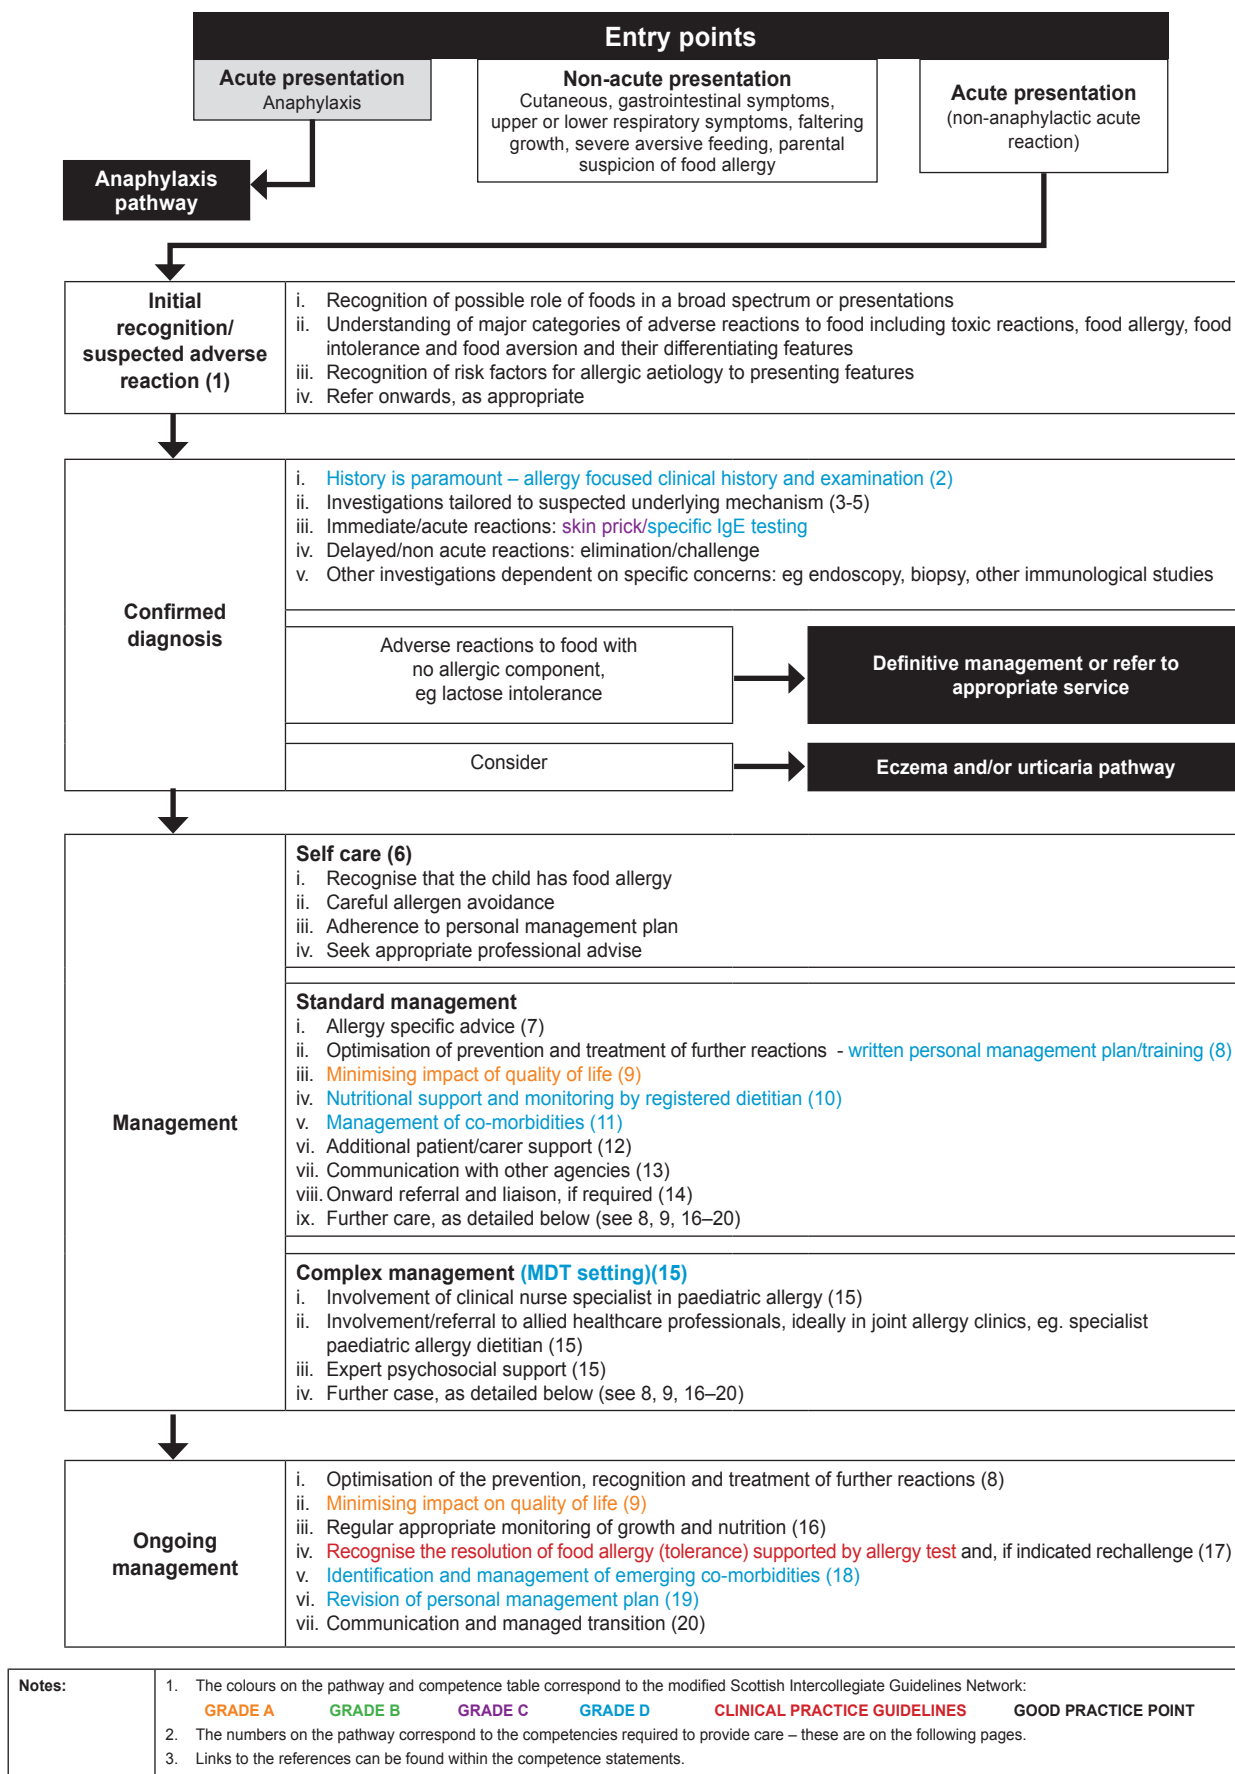 Entry points
Acute presentation
Anaphylaxis
Non-acute presentation
Cutaneous, gastrointestinal symptoms,
upper or lower respiratory symptoms, faltering
growth, severe aversive feeding, parental
suspicion of food allergy
Acute presentation
(non-anaphylactic acute
reaction)
Anaphylaxis
pathway
Initial
recognition/
suspected adverse
reaction (1)
i. Recognition of possible role of foods in a broad spectrum or presentations
ii. Understanding of major categories of adverse reactions to food including toxic reactions, food allergy, food
intolerance and food aversion and their differentiating features
iii. Recognition of risk factors for allergic aetiology to presenting features
iv. Refer onwards, as appropriate
Confirmed
diagnosis
i. History is paramount – allergy focused clinical history and examination (2)
ii. Investigations tailored to suspected underlying mechanism (3-5)
iii. Immediate/acute reactions: skin prick/specific IgE testing
iv. Delayed/non acute reactions: elimination/challenge
v. Other investigations dependent on specific concerns: eg endoscopy, biopsy, other immunological studies
Adverse reactions to food with
no allergic component,
eg lactose intolerance
Definitive management or refer to
appropriate service
Consider
Eczema and/or urticaria pathway
Management
Self care (6)
i. Recognise that the child has food allergy
ii. Careful allergen avoidance
iii. Adherence to personal management plan
iv. Seek appropriate professional advise
Standard management
i. Allergy specific advice (7)
ii. Optimisation of prevention and treatment of further reactions - written personal management plan/training (8)
iii. Minimising impact of quality of life (9)
iv. Nutritional support and monitoring by registered dietitian (10)
v. Management of co-morbidities (11)
vi. Additional patient/carer support (12)
vii. Communication with other agencies (13)
viii. Onward referral and liaison, if required (14)
ix. Further care, as detailed below (see 8, 9, 16–20)
Complex management (MDT setting)(15)
i. Involvement of clinical nurse specialist in paediatric allergy (15)
ii. Involvement/referral to allied healthcare professionals, ideally in joint allergy clinics, eg. specialist
paediatric allergy dietitian (15)
iii. Expert psychosocial support (15)
iv. Further case, as detailed below (see 8, 9, 16–20)
Ongoing
management
i. Optimisation of the prevention, recognition and treatment of further reactions (8)
ii. Minimising impact on quality of life (9)
iii. Regular appropriate monitoring of growth and nutrition (16)
iv. Recognise the resolution of food allergy (tolerance) supported by allergy test and, if indicated rechallenge (17)
v. Identification and management of emerging co-morbidities (18)
vi. Revision of personal management plan (19)
vii. Communication and managed transition (20)
Notes:
1. The colours on the pathway and competence table correspond to the modified Scottish Intercollegiate Guidelines Network:
GRADE A GRADE B GRADE C GRADE D CLINICAL PRACTICE GUIDELINES GOOD PRACTICE POINT
2. The numbers on the pathway correspond to the competencies required to provide care – these are on the following pages.
3. Links to the references can be found within the competence statements.